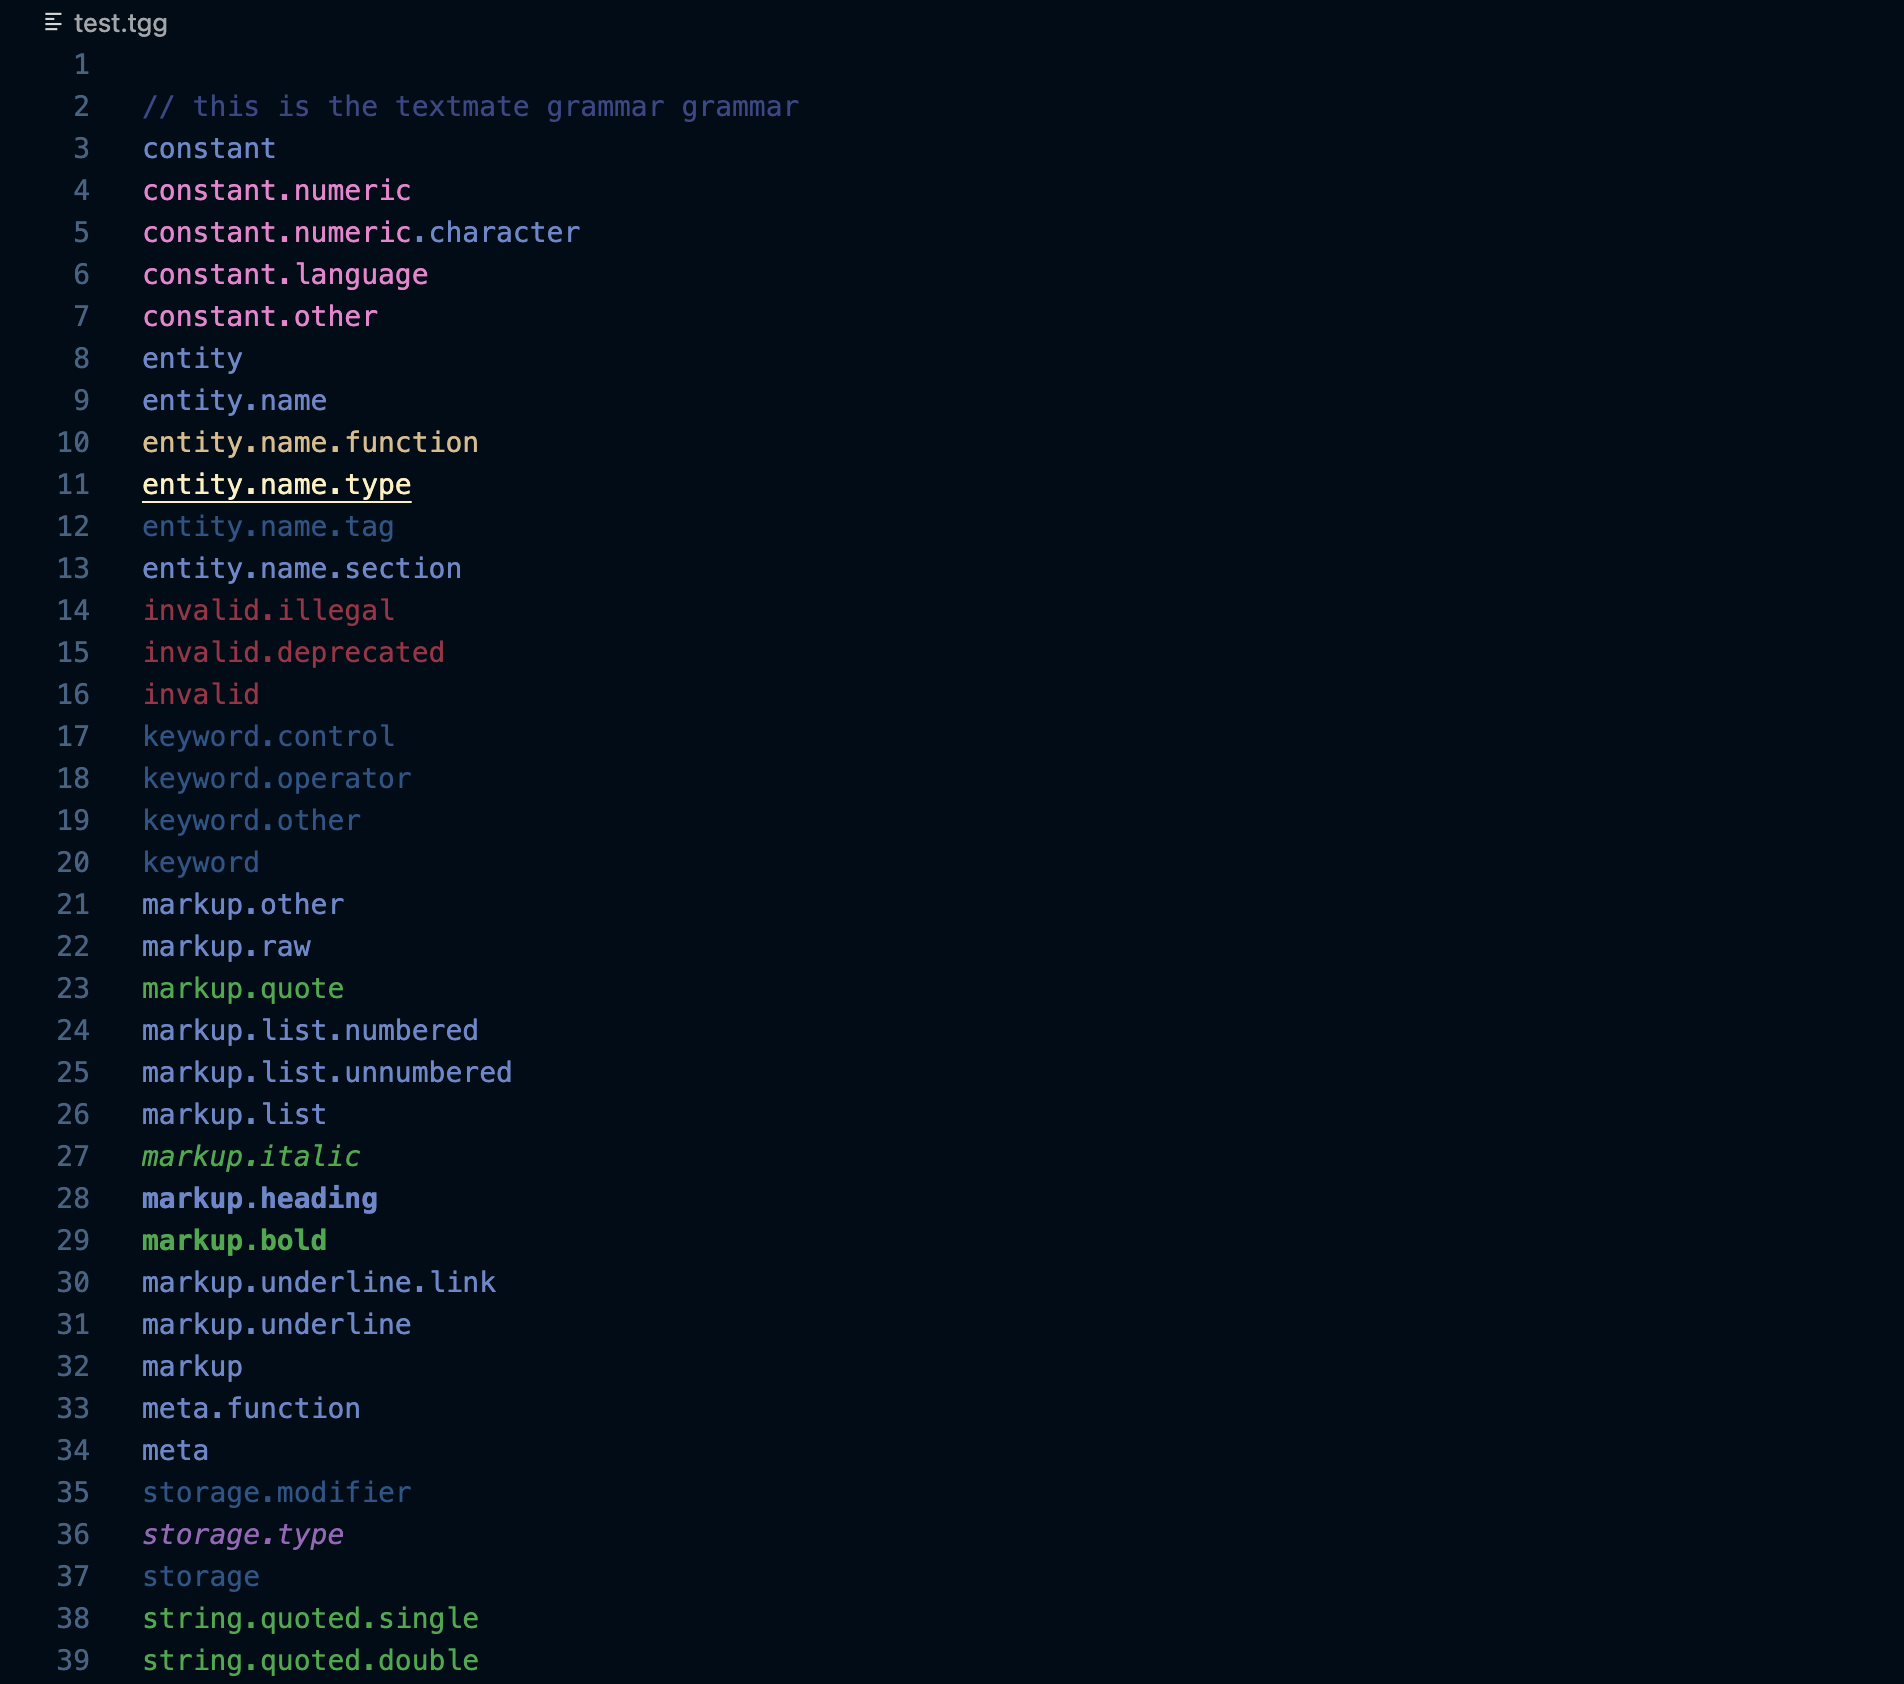 test.tgg
1
2 // this is the textmate grammar grammar
3 constant
4 constant.numeric
5 constant.numeric.character
6 constant.language
7 constant.other
8 entity
9 entity.name
10 entity.name.function
11 entity.name.type
12 entity.name.tag
13 entity.name.section
14 invalid.illegal
15 invalid.deprecated
16 invalid
17 keyword.control
18 keyword.operator
19 keyword.other
20 keyword
21 markup.other
22 markup.raw
23 markup.quote
24 markup.list.numbered
25 markup.list.unnumbered
26 markup.list
27 markup.italic
28 markup.heading
29 markup.bold
30 markup.underline.link
31 markup.underline
32 markup
33 meta.function
34 meta
35 storage.modifier
36 storage.type
37 storage
38 string.quoted.single
39 string.quoted.double